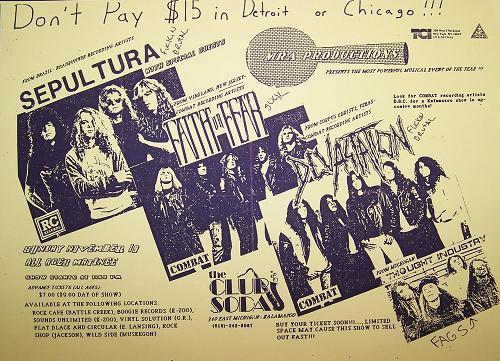 Don't Pay $15 in Detroit or Chicago!!!
FROM BRAZIL-ROADRUNNER RECORDING ARTISTS
SEPULTURA
WITH SPECIAL GUESTS
MRA PRODUCTIONS
TCI
PRESENTS THE MOST POWERFUL MUSICAL EVENT OF THE YEAR !!!
FROM VINELAND, NEW JERSEY-
COMBAT RECORDING ARTISTS
FAITH OR FEAR
SUCK
FROM CORPUS CHRISTI, TEXAS-
COMBAT RECORDING ARTISTS
DEVASTATION
Look for COMBAT recording artists
D.B.C. for a Kalamazoo show in up-
coming months!
RC
COMBAT
COMBAT
SUNDAY NOVEMBER 18
ALL AGES MATINEE
SHOW STARTS AT 1:00 P.M.
ADVANCE TICKETS (ALL AGES)
$7.00 ($9.00 DAY OF SHOW)
AVAILABLE AT THE FOLLOWING LOCATIONS:
ROCK CAFE (BATTLE CREEK), BOOGIE RECORDS (K-ZOO),
SOUNDS UNLIMITED (K-ZOO), VINYL SOLUTION (G.R.),
FLAT BLACK AND CIRCULAR (E. LANSING), ROCK
SHOP (JACKSON), WILD SIDE (MUSKEGON)
the CLUB
SODA
340 EAST MICHIGAN - KALAMAZOO
FROM MICHIGAN
THOUGHT INDUSTRY
FAGS
BUY YOUR TICKET SOON!!!....LIMITED
SPACE MAY CAUSE THIS SHOW TO SELL
OUT FAST!!!